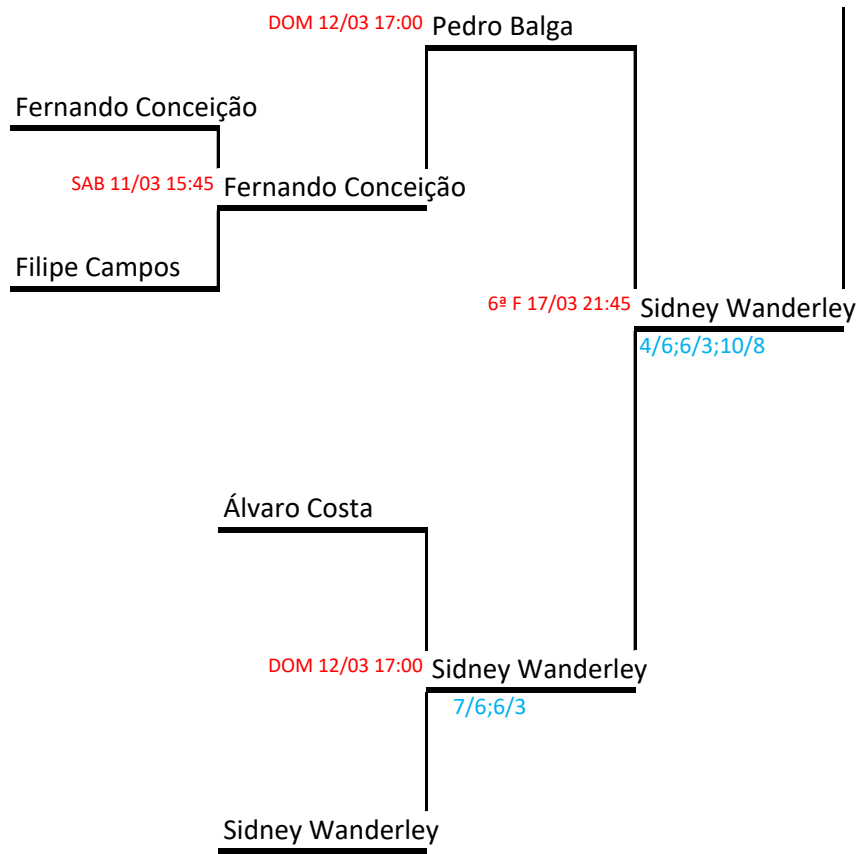 DOM 12/03 17:00 Pedro Balga
Fernando Conceição
SAB 11/03 15:45 Fernando Conceição
Filipe Campos
6ª F 17/03 21:45 Sidney Wanderley
4/6;6/3;10/8
Álvaro Costa
DOM 12/03 17:00 Sidney Wanderley
7/6;6/3
Sidney Wanderley